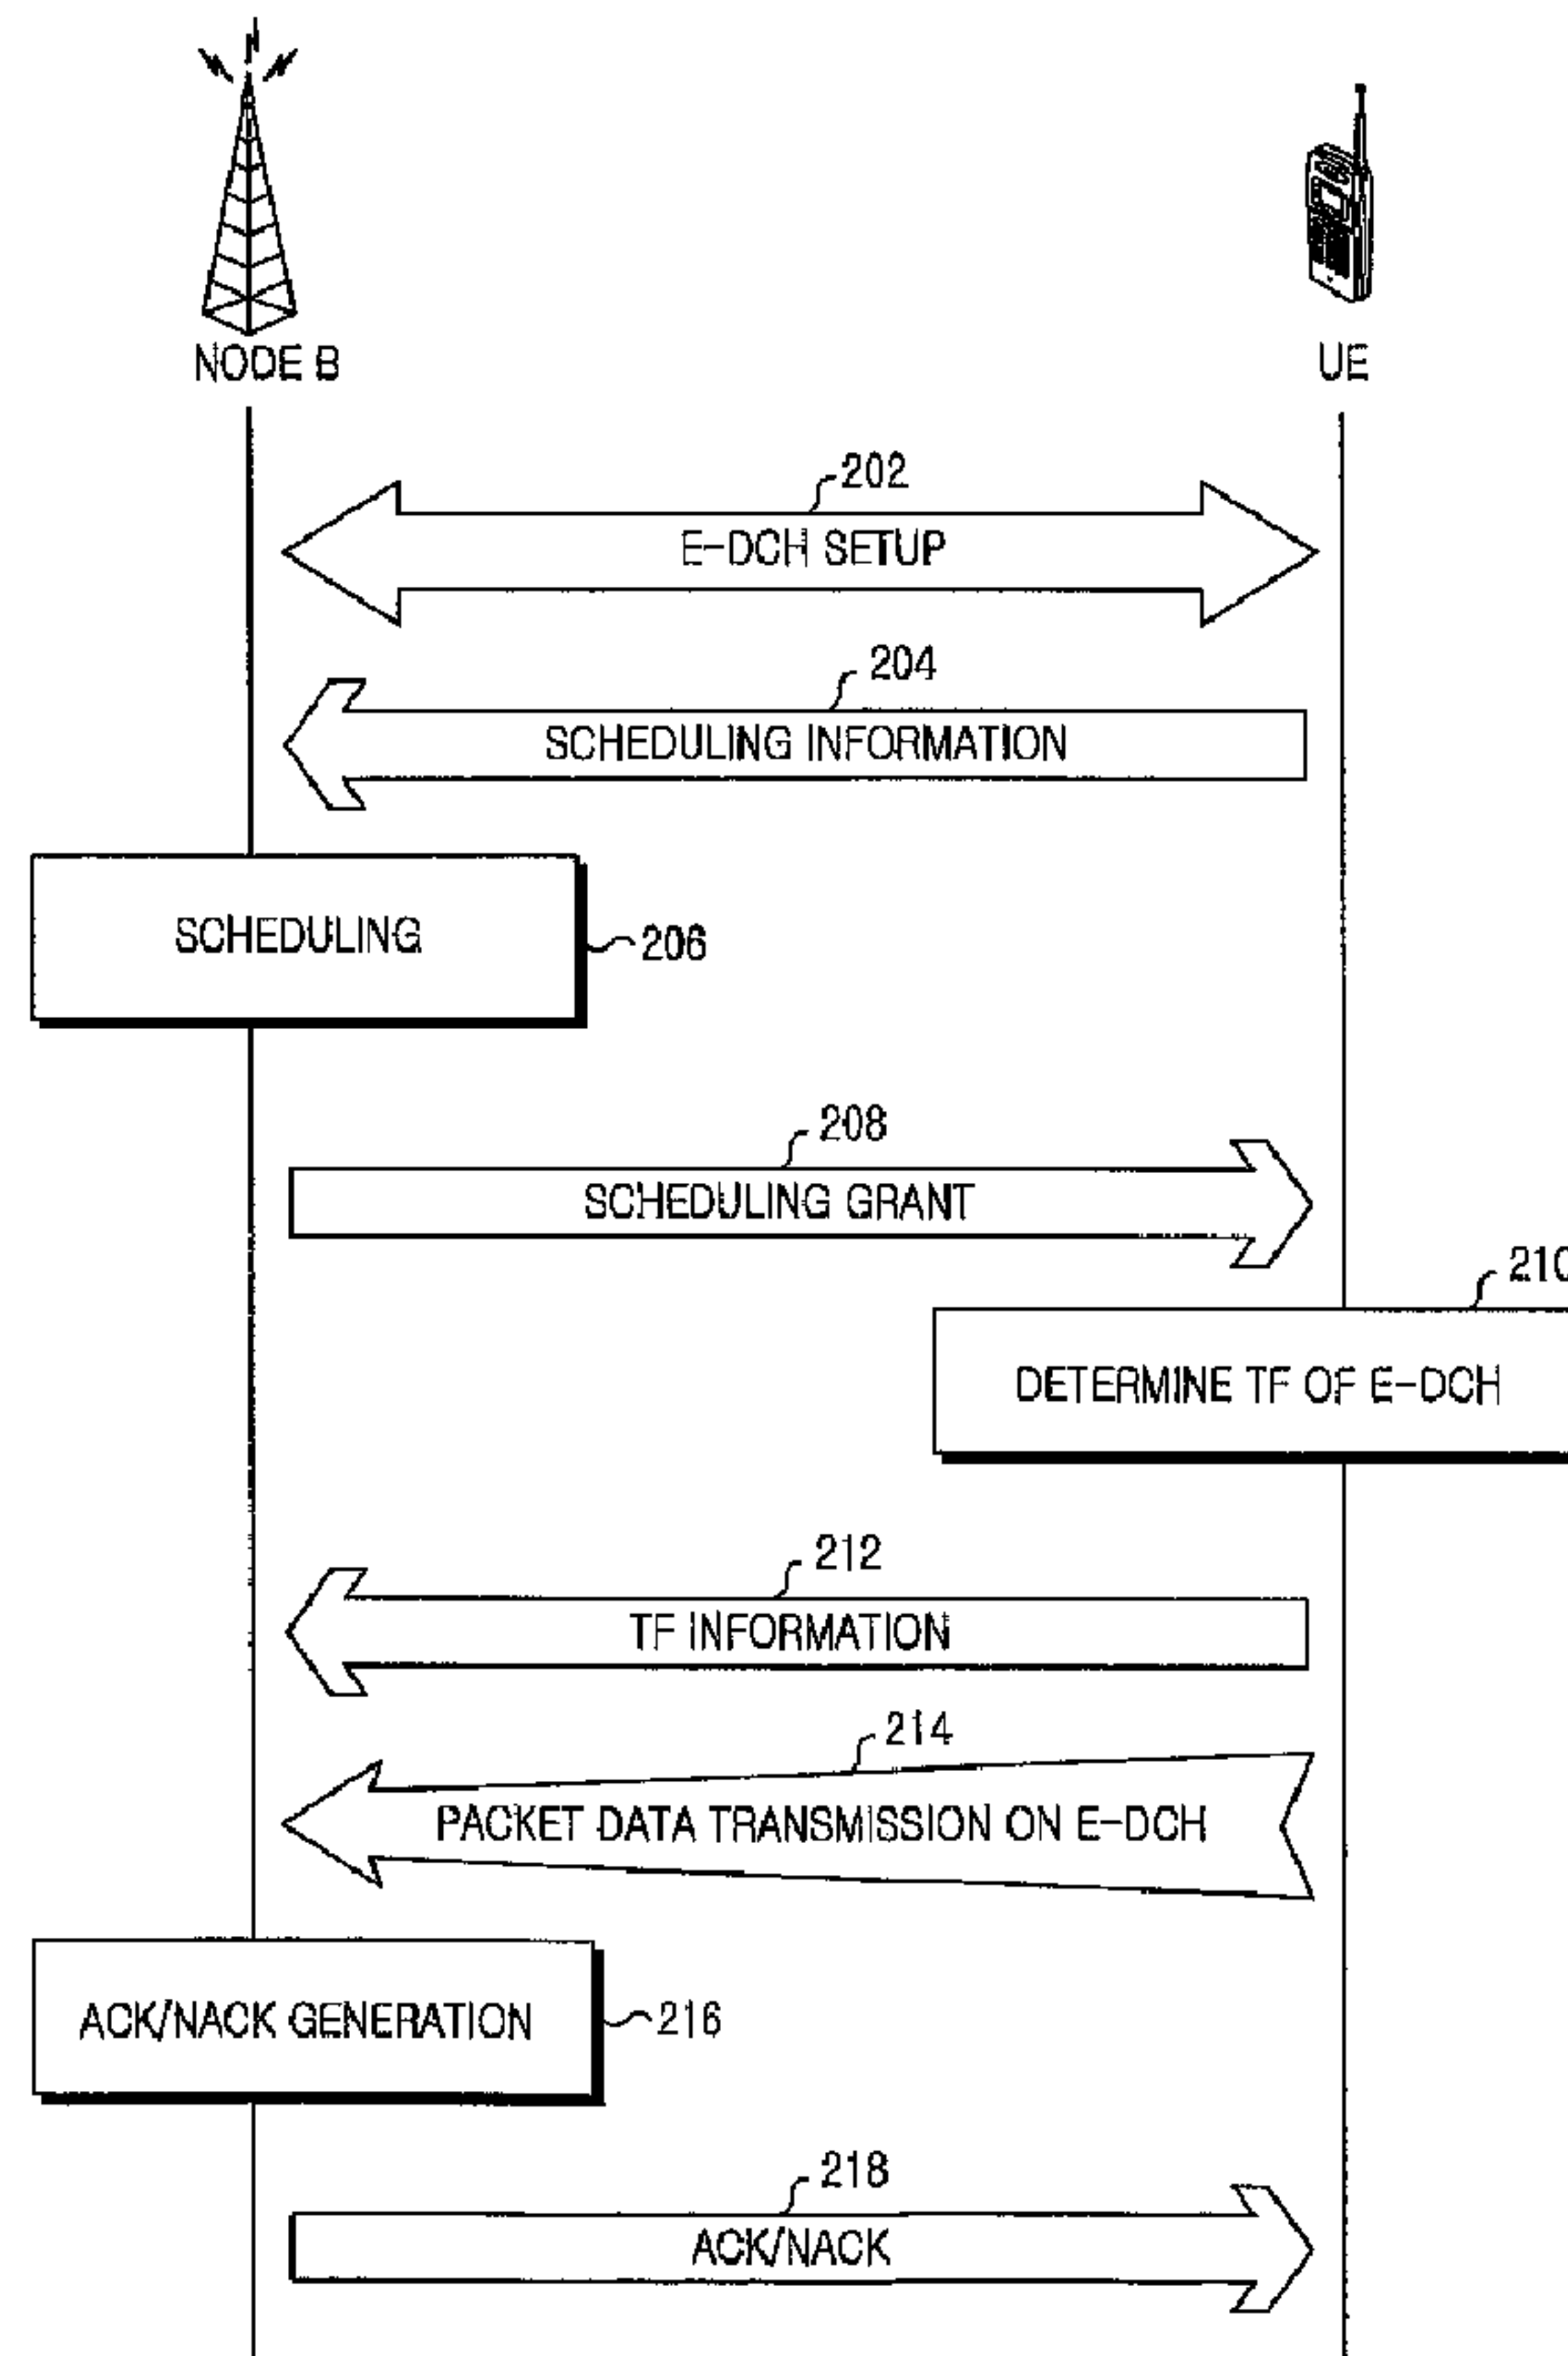 NODE B
UE
202
E-DCH SETUP
204
SCHEDULING INFORMATION
SCHEDULING
206
208
SCHEDULING GRANT
210
DETERMINE TF OF E-DCH
212
TF INFORMATION
214
PACKET DATA TRANSMISSION ON E-DCH
ACK/NACK GENERATION
216
218
ACK/NACK